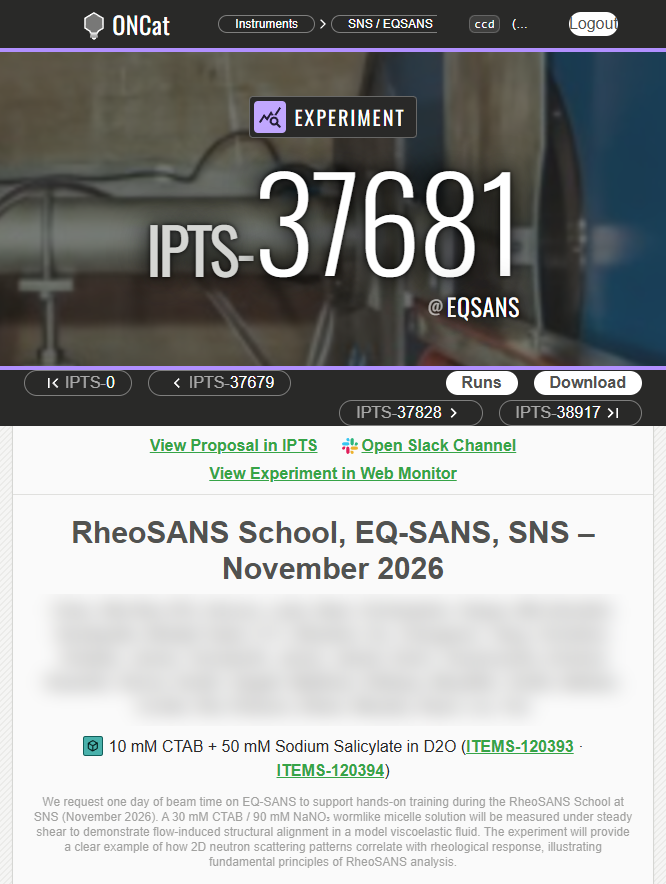 ONCat
Instruments > SNS / EQSANS ccd (...
Logout
EXPERIMENT
IPTS-37681
@ EQSANS
IPTS-0
IPTS-37679
Runs
Download
IPTS-37828
IPTS-38917
View Proposal in IPTS
Open Slack Channel
View Experiment in Web Monitor
RheoSANS School, EQ-SANS, SNS –
November 2026
10 mM CTAB + 50 mM Sodium Salicylate in D2O (ITEMS-120393 ·
ITEMS-120394)
We request one day of beam time on EQ-SANS to support hands-on training during the RheoSANS School at
SNS (November 2026). A 30 mM CTAB / 90 mM NaNO₃ wormlike micelle solution will be measured under steady
shear to demonstrate flow-induced structural alignment in a model viscoelastic fluid. The experiment will provide
a clear example of how 2D neutron scattering patterns correlate with rheological response, illustrating
fundamental principles of RheoSANS analysis.